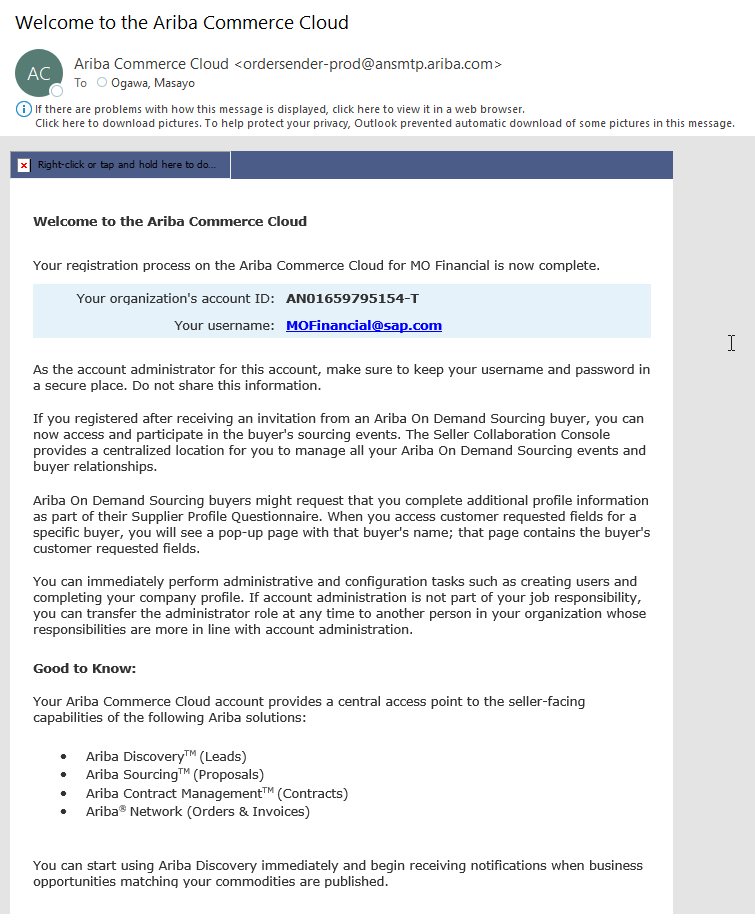 Welcome to the Ariba Commerce Cloud
AC
Ariba Commerce Cloud <ordersender-prod@ansmtp.ariba.com>
To Ogawa, Masayo
If there are problems with how this message is displayed, click here to view it in a web browser.
Click here to download pictures. To help protect your privacy, Outlook prevented automatic download of some pictures in this message.
Right-click or tap and hold here to do...
Welcome to the Ariba Commerce Cloud
Your registration process on the Ariba Commerce Cloud for MO Financial is now complete.
Your organization's account ID: AN01659795154-T
Your username: MOFinancial@sap.com
As the account administrator for this account, make sure to keep your username and password in
a secure place. Do not share this information.
If you registered after receiving an invitation from an Ariba On Demand Sourcing buyer, you can
now access and participate in the buyer's sourcing events. The Seller Collaboration Console
provides a centralized location for you to manage all your Ariba On Demand Sourcing events and
buyer relationships.
Ariba On Demand Sourcing buyers might request that you complete additional profile information
as part of their Supplier Profile Questionnaire. When you access customer requested fields for a
specific buyer, you will see a pop-up page with that buyer's name; that page contains the buyer's
customer requested fields.
You can immediately perform administrative and configuration tasks such as creating users and
completing your company profile. If account administration is not part of your job responsibility,
you can transfer the administrator role at any time to another person in your organization whose
responsibilities are more in line with account administration.
Good to Know:
Your Ariba Commerce Cloud account provides a central access point to the seller-facing
capabilities of the following Ariba solutions:
• Ariba Discovery™ (Leads)
• Ariba Sourcing™ (Proposals)
• Ariba Contract Management™ (Contracts)
• Ariba® Network (Orders & Invoices)
You can start using Ariba Discovery immediately and begin receiving notifications when business
opportunities matching your commodities are published.